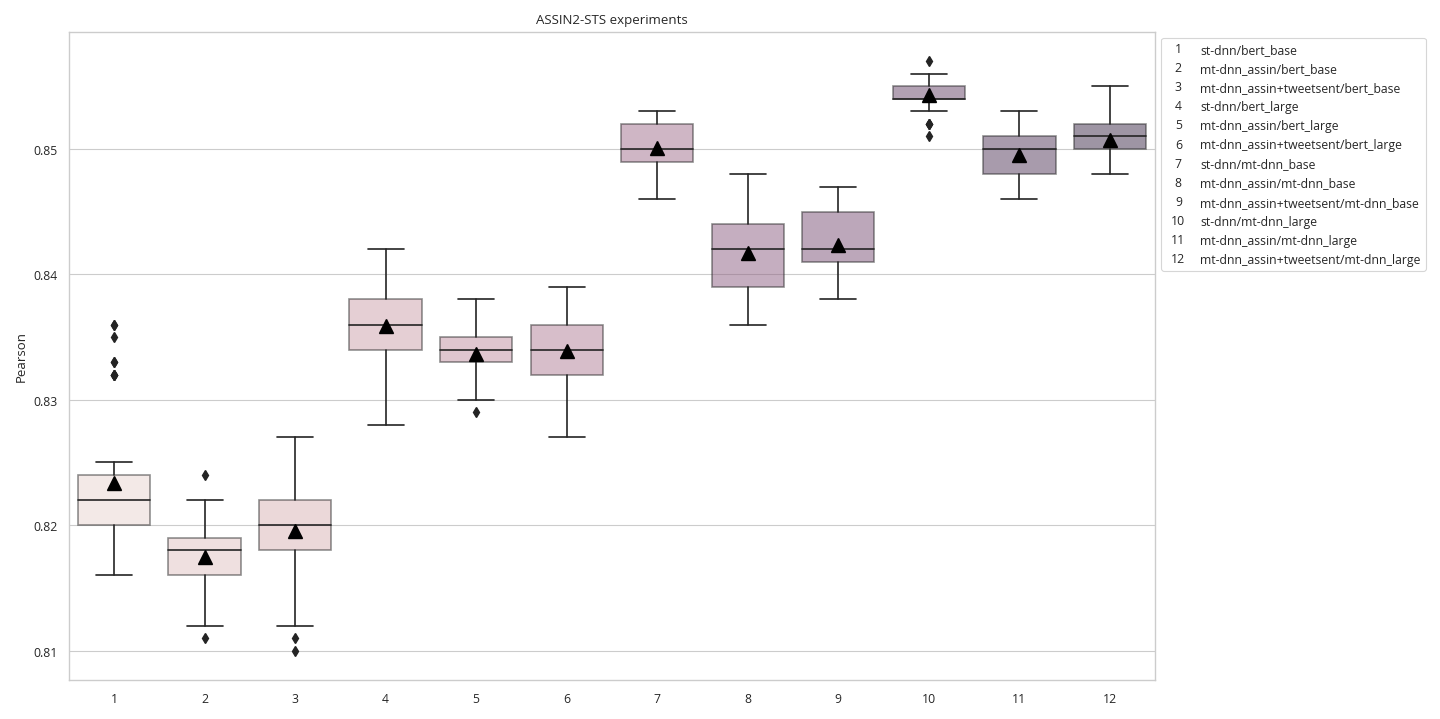 ASSIN2-STS experiments
Pearson
0.85
0.84
0.83
0.82
0.81
1 2 3 4 5 6 7 8 9 10 11 12
1 st-dnn/bert_base
2 mt-dnn_assin/bert_base
3 mt-dnn_assin+tweetsent/bert_base
4 st-dnn/bert_large
5 mt-dnn_assin/bert_large
6 mt-dnn_assin+tweetsent/bert_large
7 st-dnn/mt-dnn_base
8 mt-dnn_assin/mt-dnn_base
9 mt-dnn_assin+tweetsent/mt-dnn_base
10 st-dnn/mt-dnn_large
11 mt-dnn_assin/mt-dnn_large
12 mt-dnn_assin+tweetsent/mt-dnn_large